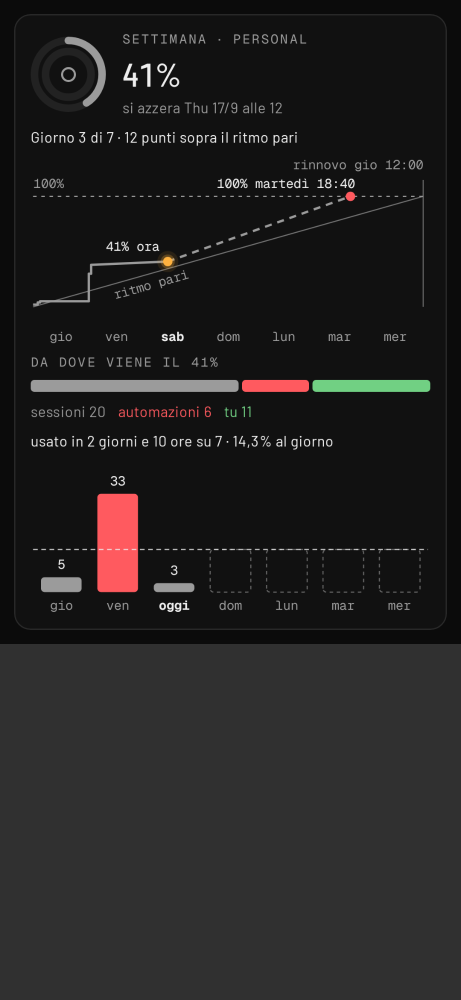 SETTIMANA · PERSONAL
41%
si azzera Thu 17/9 alle 12
Giorno 3 di 7 · 12 punti sopra il ritmo pari
rinnovo gio 12:00
100%
100% martedì 18:40
41% ora
ritmo pari
gio ven sab dom lun mar mer
DA DOVE VIENE IL 41%
sessioni 20 automazioni 6 tu 11
usato in 2 giorni e 10 ore su 7 · 14,3% al giorno
33
5
3
gio ven oggi dom lun mar mer